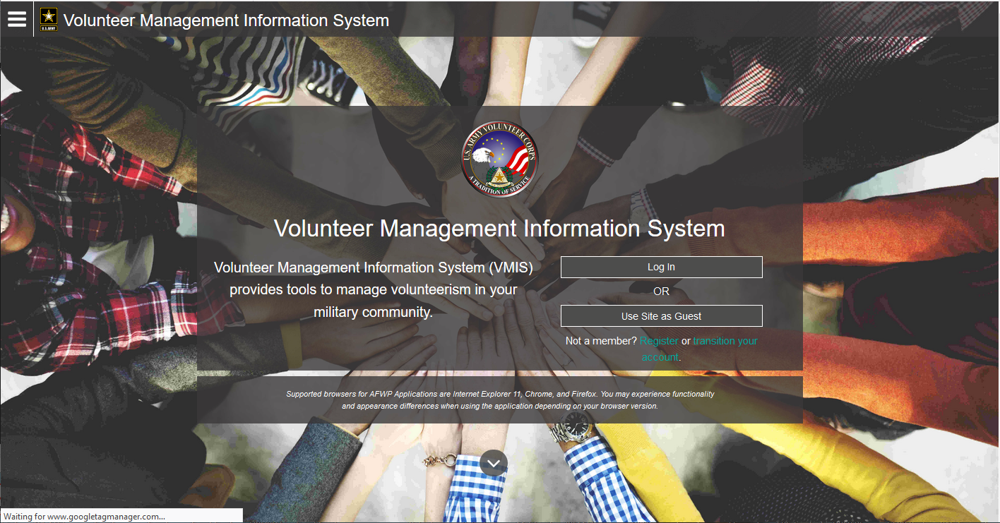 U.S. ARMY
Volunteer Management Information System
U.S. ARMY VOLUNTEER CORPS
A TRADITION OF SERVICE
Volunteer Management Information System
Volunteer Management Information System (VMIS)
provides tools to manage volunteerism in your
military community.
Log In
OR
Use Site as Guest
Not a member? Register or transition your
account.
Supported browsers for AFWP Applications are Internet Explorer 11, Chrome, and Firefox. You may experience functionality
and appearance differences when using the application depending on your browser version.
Waiting for www.googletagmanager.com...